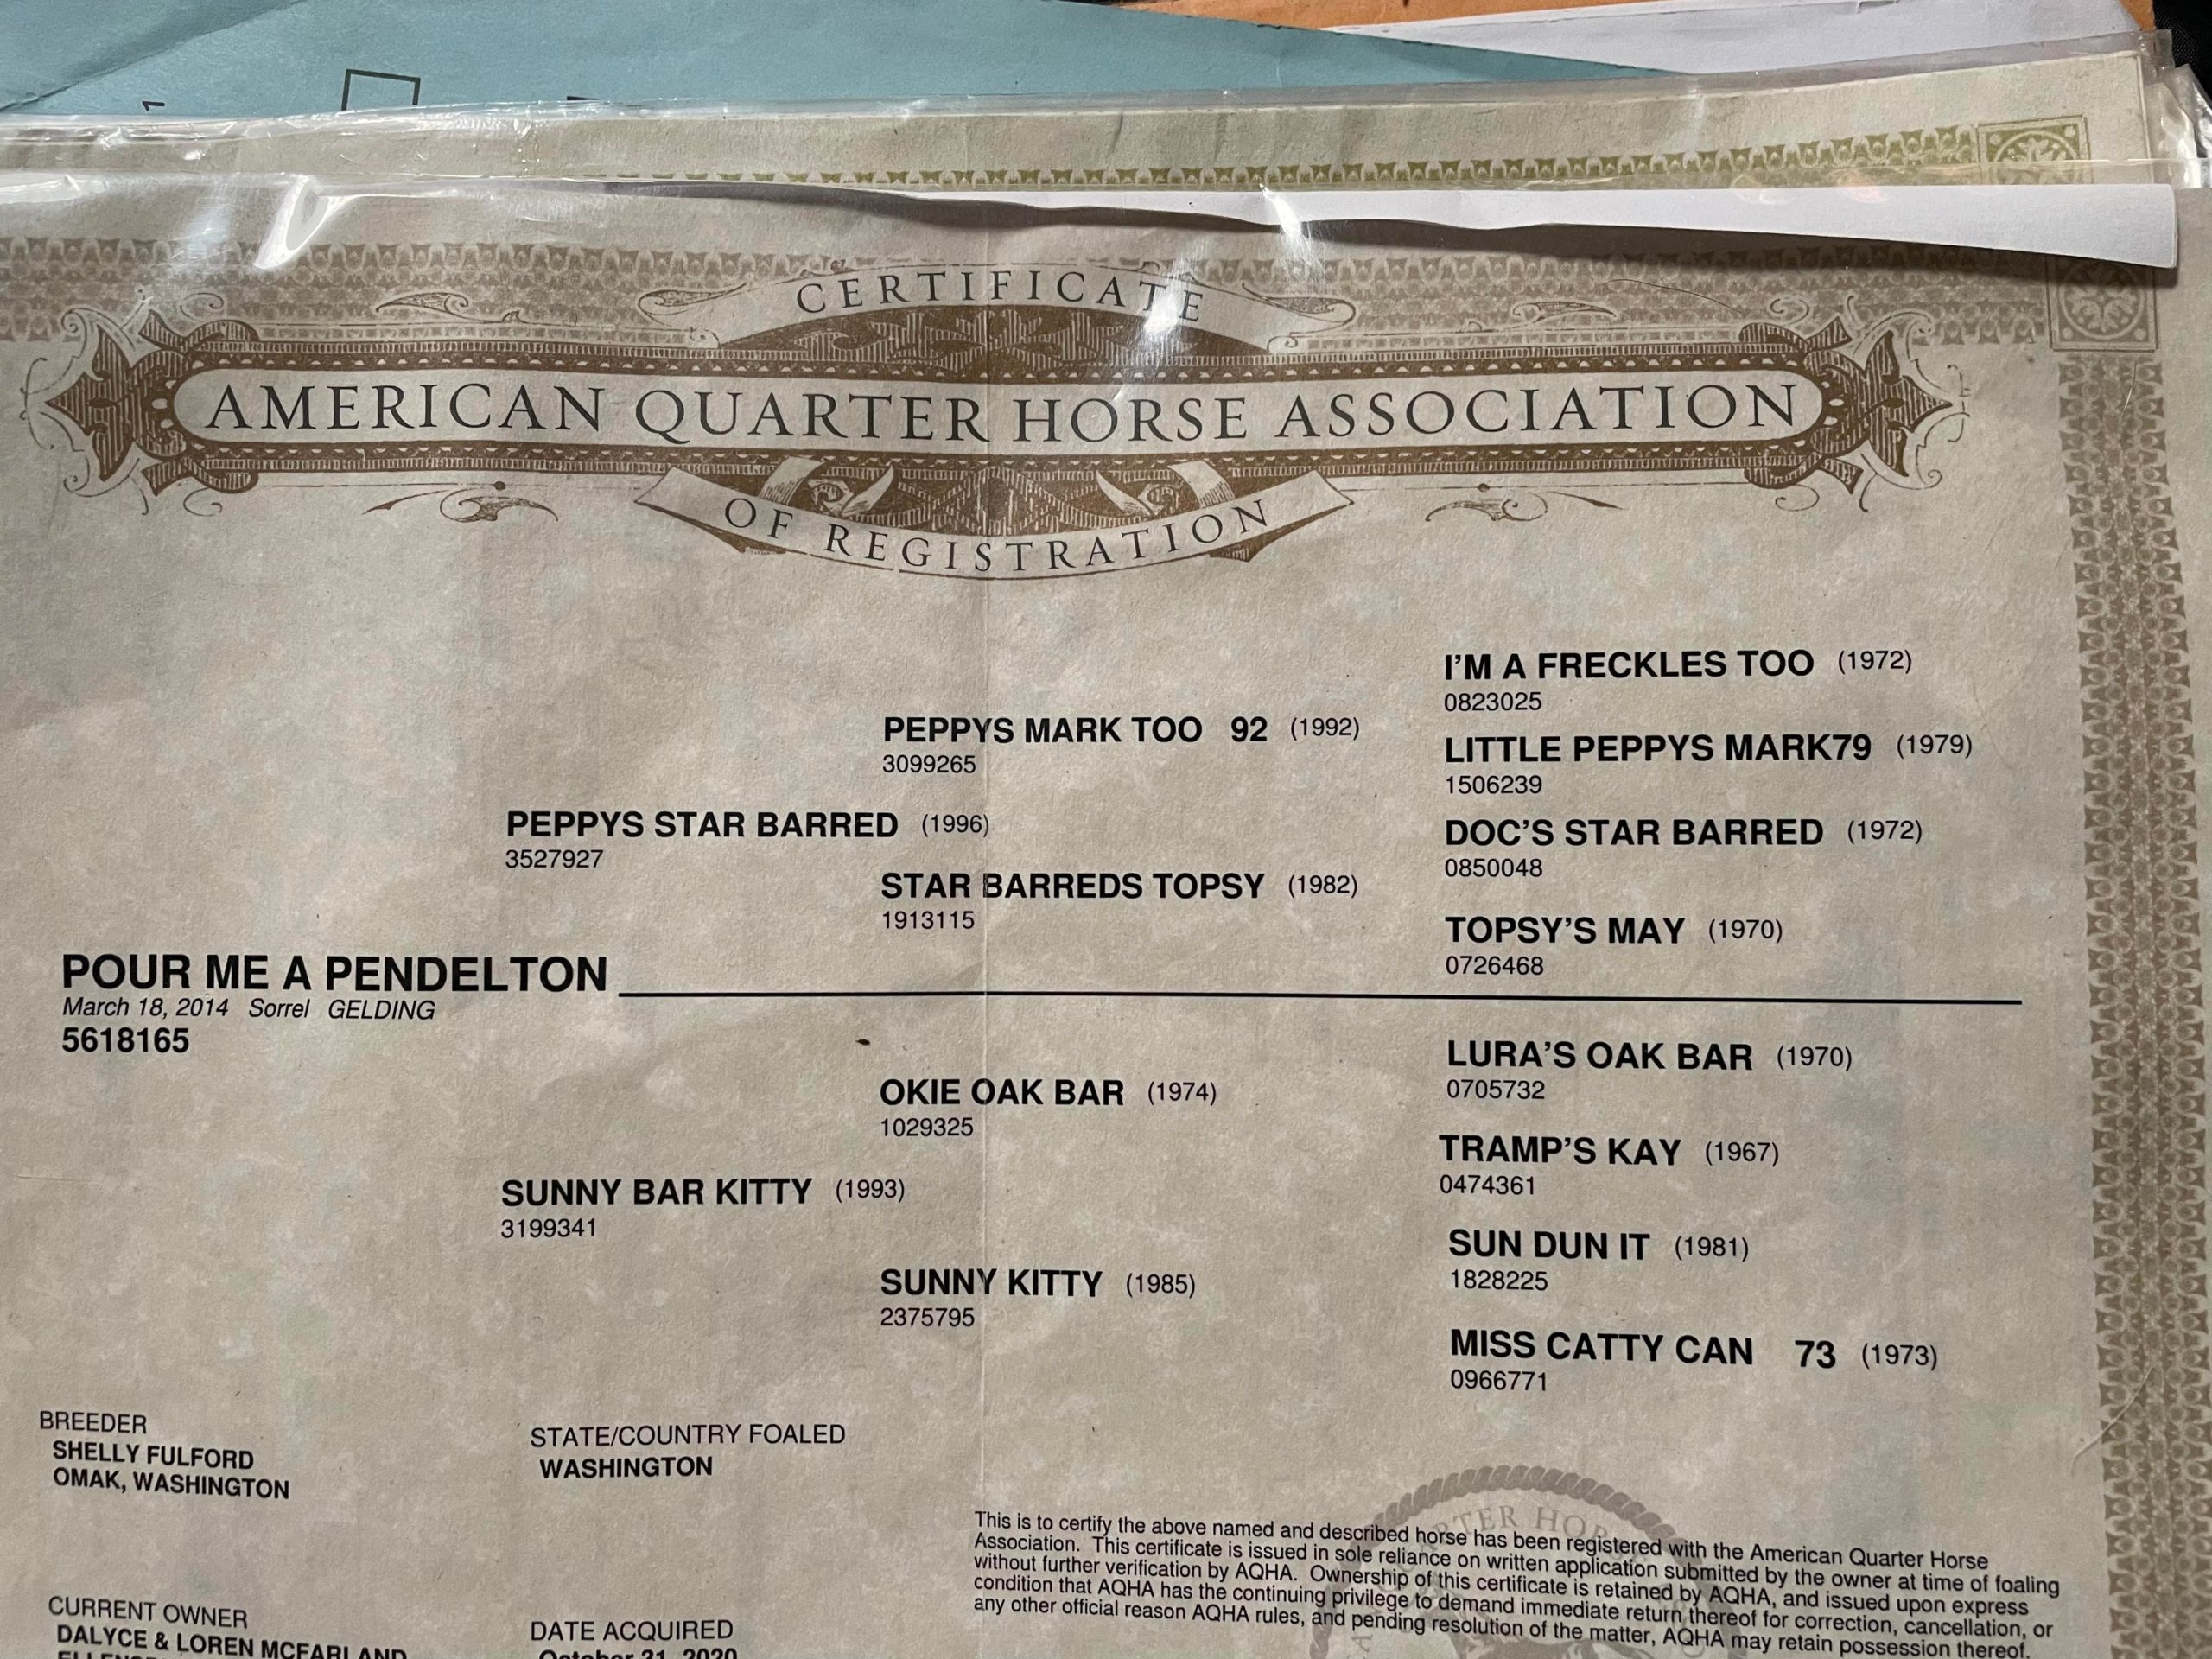 1
CERTIFICATE
AMERICAN QUARTER HORSE ASSOCIATION
OF REGISTRATION
I'M A FRECKLES TOO (1972)
0823025
PEPPYS MARK TOO 92 (1992)
3099265
LITTLE PEPPYS MARK79 (1979)
1506239
PEPPYS STAR BARRED (1996)
3527927
DOC'S STAR BARRED (1972)
0850048
STAR BARREDS TOPSY (1982)
1913115
TOPSY'S MAY (1970)
0726468
POUR ME A PENDELTON
March 18, 2014 Sorrel GELDING
5618165
LURA'S OAK BAR (1970)
0705732
OKIE OAK BAR (1974)
1029325
TRAMP'S KAY (1967)
0474361
SUNNY BAR KITTY (1993)
3199341
SUN DUN IT (1981)
1828225
SUNNY KITTY (1985)
2375795
MISS CATTY CAN 73 (1973)
0966771
BREEDER
SHELLY FULFORD
OMAK, WASHINGTON
STATE/COUNTRY FOALED
WASHINGTON
This is to certify the above named and described horse has been registered with the American Quarter Horse
Association. This certificate is issued in sole reliance on written application submitted by the owner at time of foaling
without further verification by AQHA. Ownership of this certificate is retained by AQHA, and issued upon express
condition that AQHA has the continuing privilege to demand immediate return thereof for correction, cancellation, or
any other official reason AQHA rules, and pending resolution of the matter, AQHA may retain possession thereof.
CURRENT OWNER
DALYCE & LOREN MCFARLAND
DATE ACQUIRED
October 31, 2020